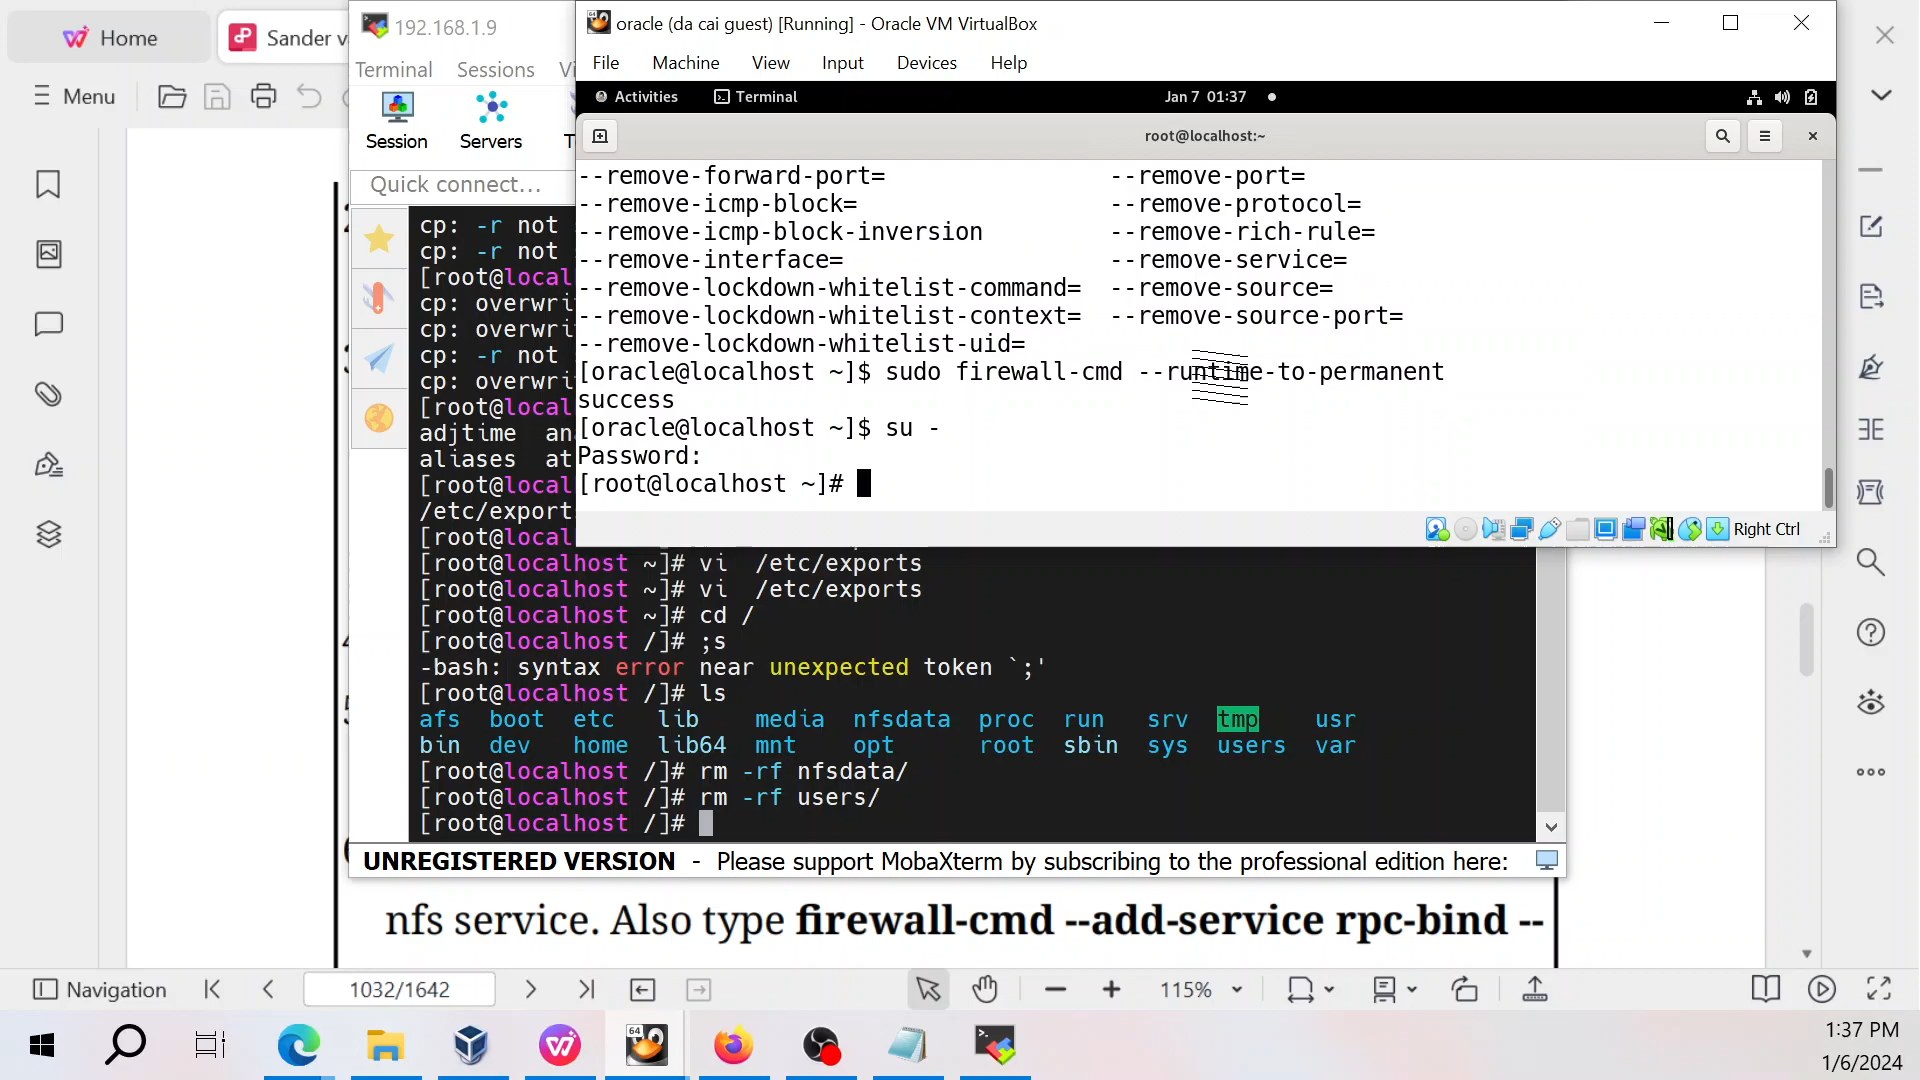 Home
Sander v
Menu
192.168.1.9
Terminal Sessions Vi
Session
Servers
T
Quick connect...
oracle (da cai guest) [Running] - Oracle VM VirtualBox
File Machine View Input Devices Help
Activities Terminal Jan 7 01:37
root@localhost:~
--remove-forward-port= --remove-port=
--remove-icmp-block= --remove-protocol=
--remove-icmp-block-inversion --remove-rich-rule=
--remove-interface= --remove-service=
--remove-lockdown-whitelist-command= --remove-source=
--remove-lockdown-whitelist-context= --remove-source-port=
--remove-lockdown-whitelist-uid=
[oracle@localhost ~]$ sudo firewall-cmd --runtime-to-permanent
success
[oracle@localhost ~]$ su -
Password:
[root@localhost ~]#
Right Ctrl
cp: -r not
cp: -r not
[root@local
cp: overwri
cp: overwri
cp: -r not
cp: overwri
[root@local
adjtime an
aliases at
[root@local
/etc/export
[root@local
[root@localhost ~]# vi  /etc/exports
[root@localhost ~]# vi  /etc/exports
[root@localhost ~]# cd /
[root@localhost /]# ;s
-bash: syntax error near unexpected token `;'
[root@localhost /]# ls
afs boot etc lib media nfsdata proc run srv tmp usr
bin dev home lib64 mnt opt root sbin sys users var
[root@localhost /]# rm -rf nfsdata/
[root@localhost /]# rm -rf users/
[root@localhost /]#
UNREGISTERED VERSION - Please support MobaXterm by subscribing to the professional edition here:
nfs service. Also type firewall-cmd --add-service rpc-bind --
Navigation 1032/1642 115%
64
1:37 PM
1/6/2024